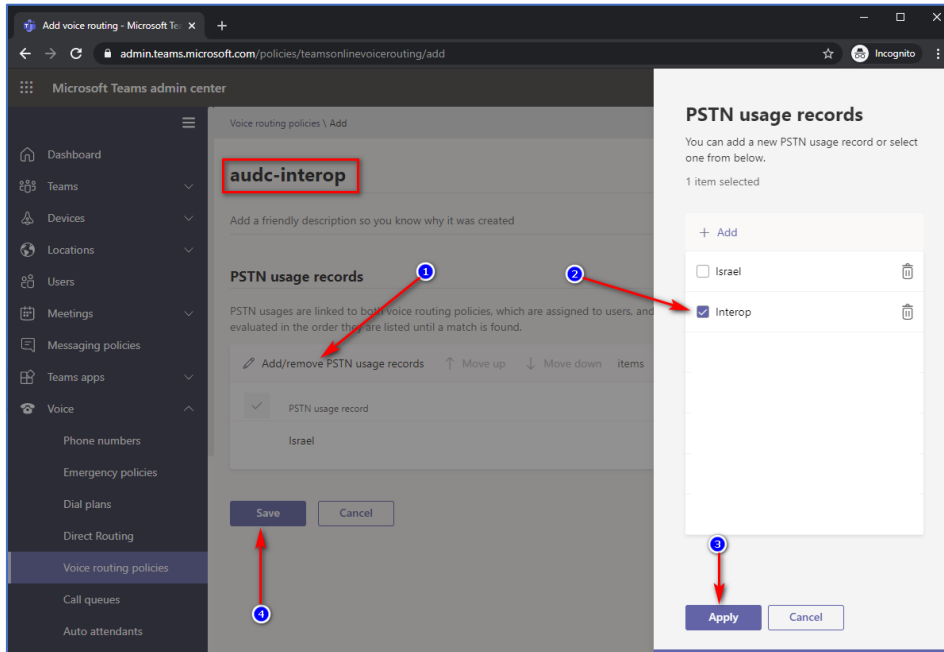 Add voice routing - Microsoft Te
admin.teams.microsoft.com/policies/teamsonlinevoicerouting/add
Incognito
Microsoft Teams admin center
Dashboard
Teams
Devices
Locations
Users
Meetings
Messaging policies
Teams apps
Voice
Phone numbers
Emergency policies
Dial plans
Direct Routing
Voice routing policies
Call queues
Auto attendants
Voice routing policies \ Add
audc-interop
Add a friendly description so you know why it was created
PSTN usage records
1
2
PSTN usages are linked to both voice routing policies, which are assigned to users, and
evaluated in the order they are listed until a match is found.
Add/remove PSTN usage records Move up Move down items
PSTN usage record
Israel
Save Cancel
4
PSTN usage records
You can add a new PSTN usage record or select
one from below.
1 item selected
+ Add
Israel
Interop
3
Apply Cancel